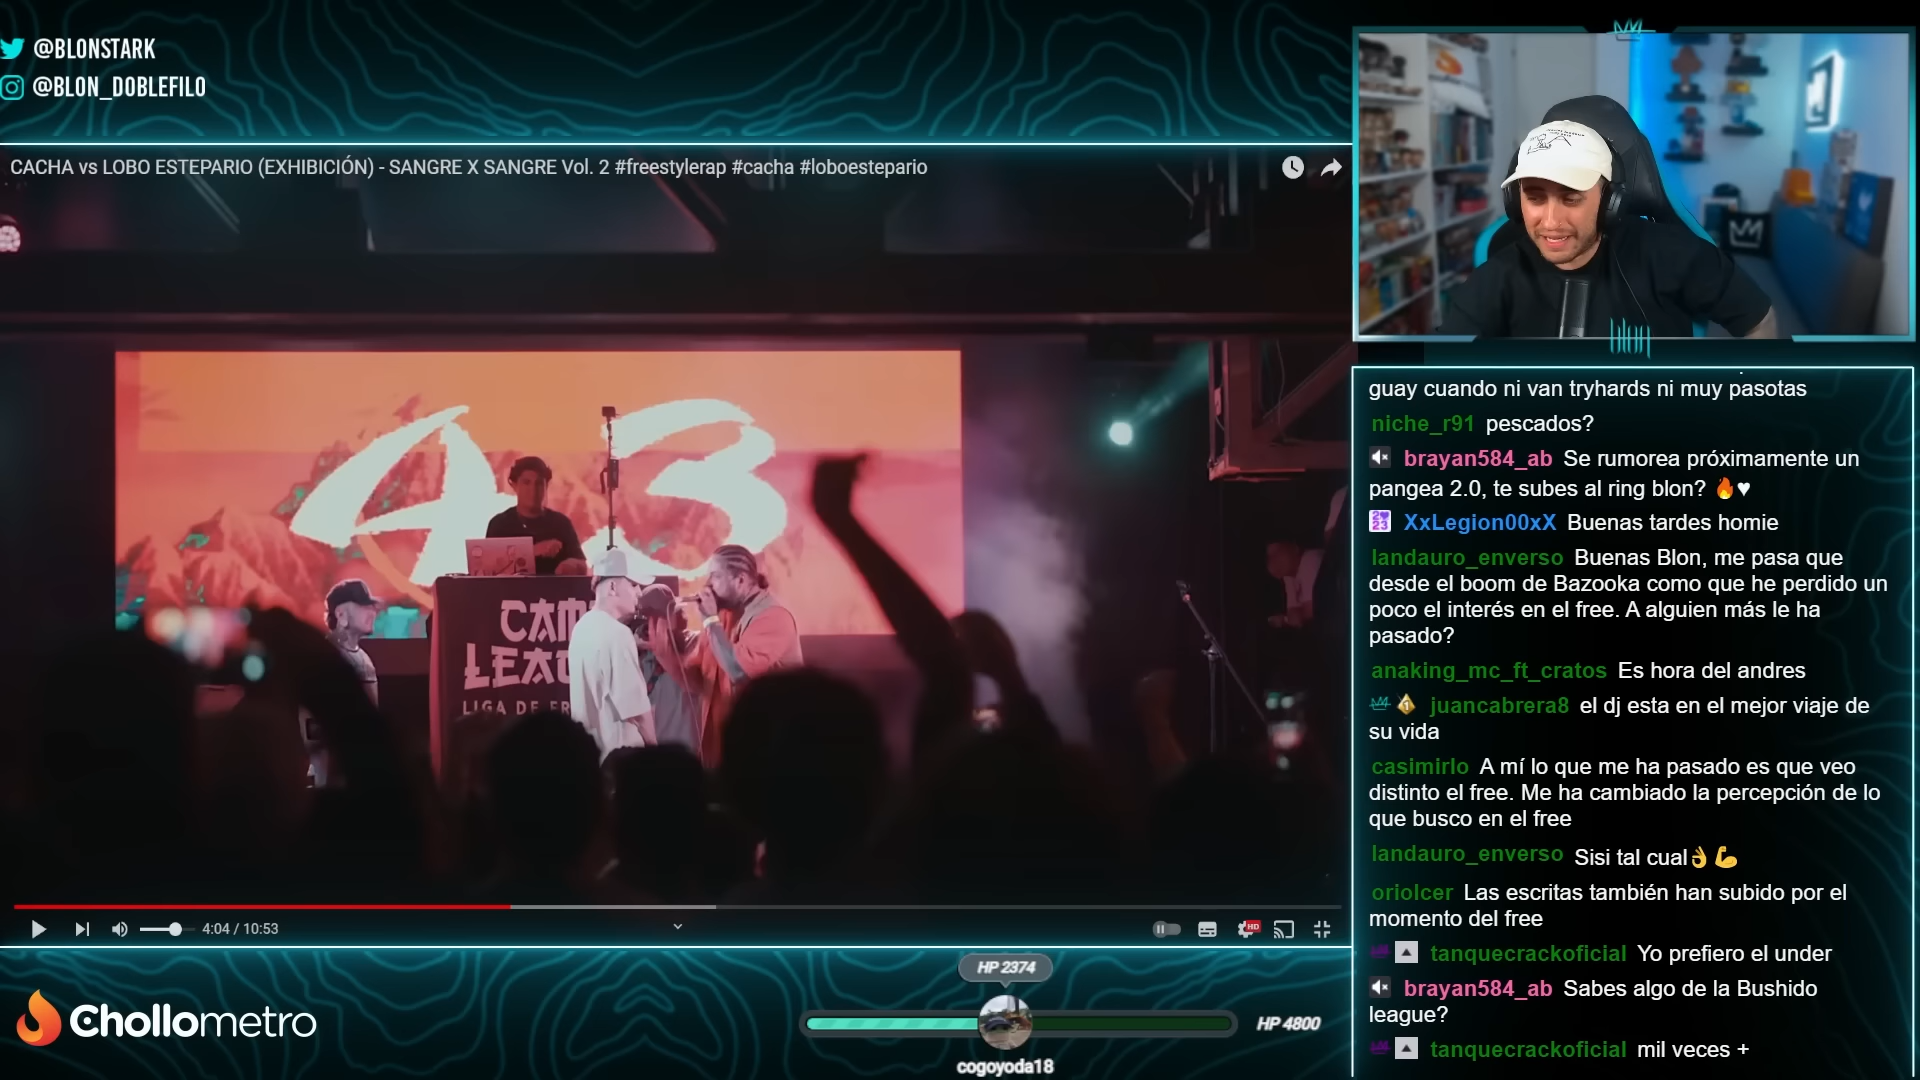 @BLONSTARK
@BLON_DOBLEFILO
CACHA vs LOBO ESTEPARIO (EXHIBICIÓN) - SANGRE X SANGRE Vol. 2 #freestylerap #cacha #loboestepario
LIGA DE FR
4:04 / 10:53
HD
Chollometro
HP 2374
HP 4800
cogoyoda18
guay cuando ni van tryhards ni muy pasotas
niche_r91 pescados?
brayan584_ab Se rumorea próximamente un
pangea 2.0, te subes al ring blon? 🔥♥
XxLegion00xX Buenas tardes homie
landauro_enverso Buenas Blon, me pasa que
desde el boom de Bazooka como que he perdido un
poco el interés en el free. A alguien más le ha
pasado?
anaking_mc_ft_cratos Es hora del andres
juancabrera8 el dj esta en el mejor viaje de
su vida
casimirlo A mí lo que me ha pasado es que veo
distinto el free. Me ha cambiado la percepción de lo
que busco en el free
landauro_enverso Sisi tal cual👌💪
oriolcer Las escritas también han subido por el
momento del free
tanquecrackoficial Yo prefiero el under
brayan584_ab Sabes algo de la Bushido
league?
tanquecrackoficial mil veces +